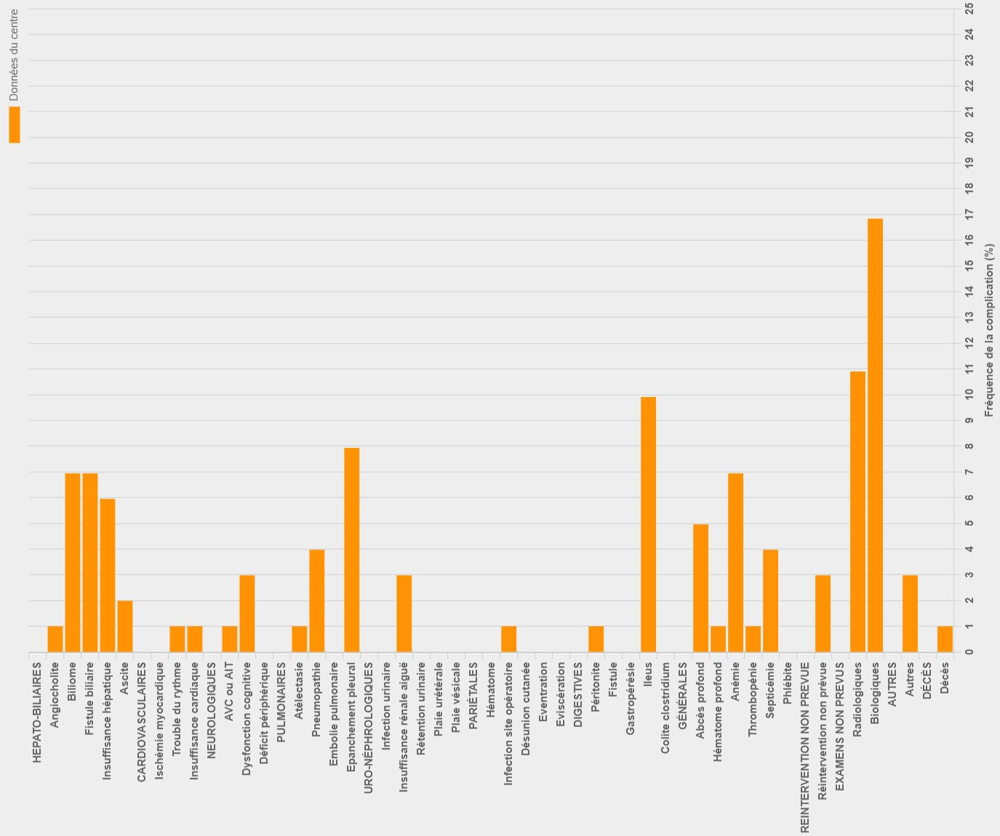 Données du centre
25
24
23
22
21
20
19
18
17
16
15
14
13
12
11
10
9
8
7
6
5
4
3
2
1
0
Fréquence de la complication (%)
HEPATO-BILIAIRES
Angiocholite
Biliome
Fistule biliaire
Insuffisance hépatique
Ascite
CARDIOVASCULAIRES
Ischémie myocardique
Trouble du rythme
Insuffisance cardiaque
NEUROLOGIQUES
AVC ou AIT
Dysfonction cognitive
Déficit périphérique
PULMONAIRES
Atélectasie
Pneumopathie
Embolie pulmonaire
Epanchement pleural
URO-NÉPHROLOGIQUES
Infection urinaire
Insuffisance rénale aiguë
Rétention urinaire
Plaie urétérale
Plaie vésicale
PARIÉTALES
Hématome
Infection site opératoire
Désunion cutanée
Eventration
Eviscération
DIGESTIVES
Péritonite
Fistule
Gastroperésie
Ileus
Colite clostridium
GÉNÉRALES
Abcès profond
Hématome profond
Anémie
Thrombopénie
Septicémie
Phlébite
REINTERVENTION NON PREVUE
Réintervention non prévue
EXAMENS NON PREVUS
Radiologiques
Biologiques
AUTRES
Autres
DÉCÈS
Décès